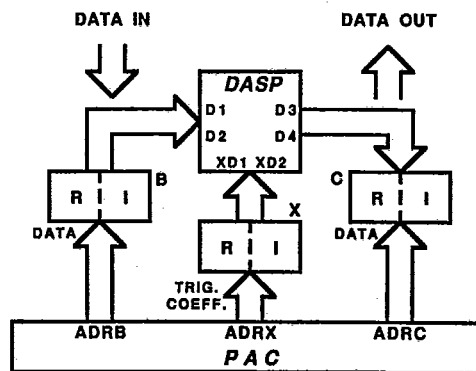 DATA IN
DATA OUT
DASP
D1 D3
D2 D4
XD1 XD2
B
R I
DATA
X
R I
TRIG.
COEFF.
C
R I
DATA
ADRB ADRX ADRC
PAC